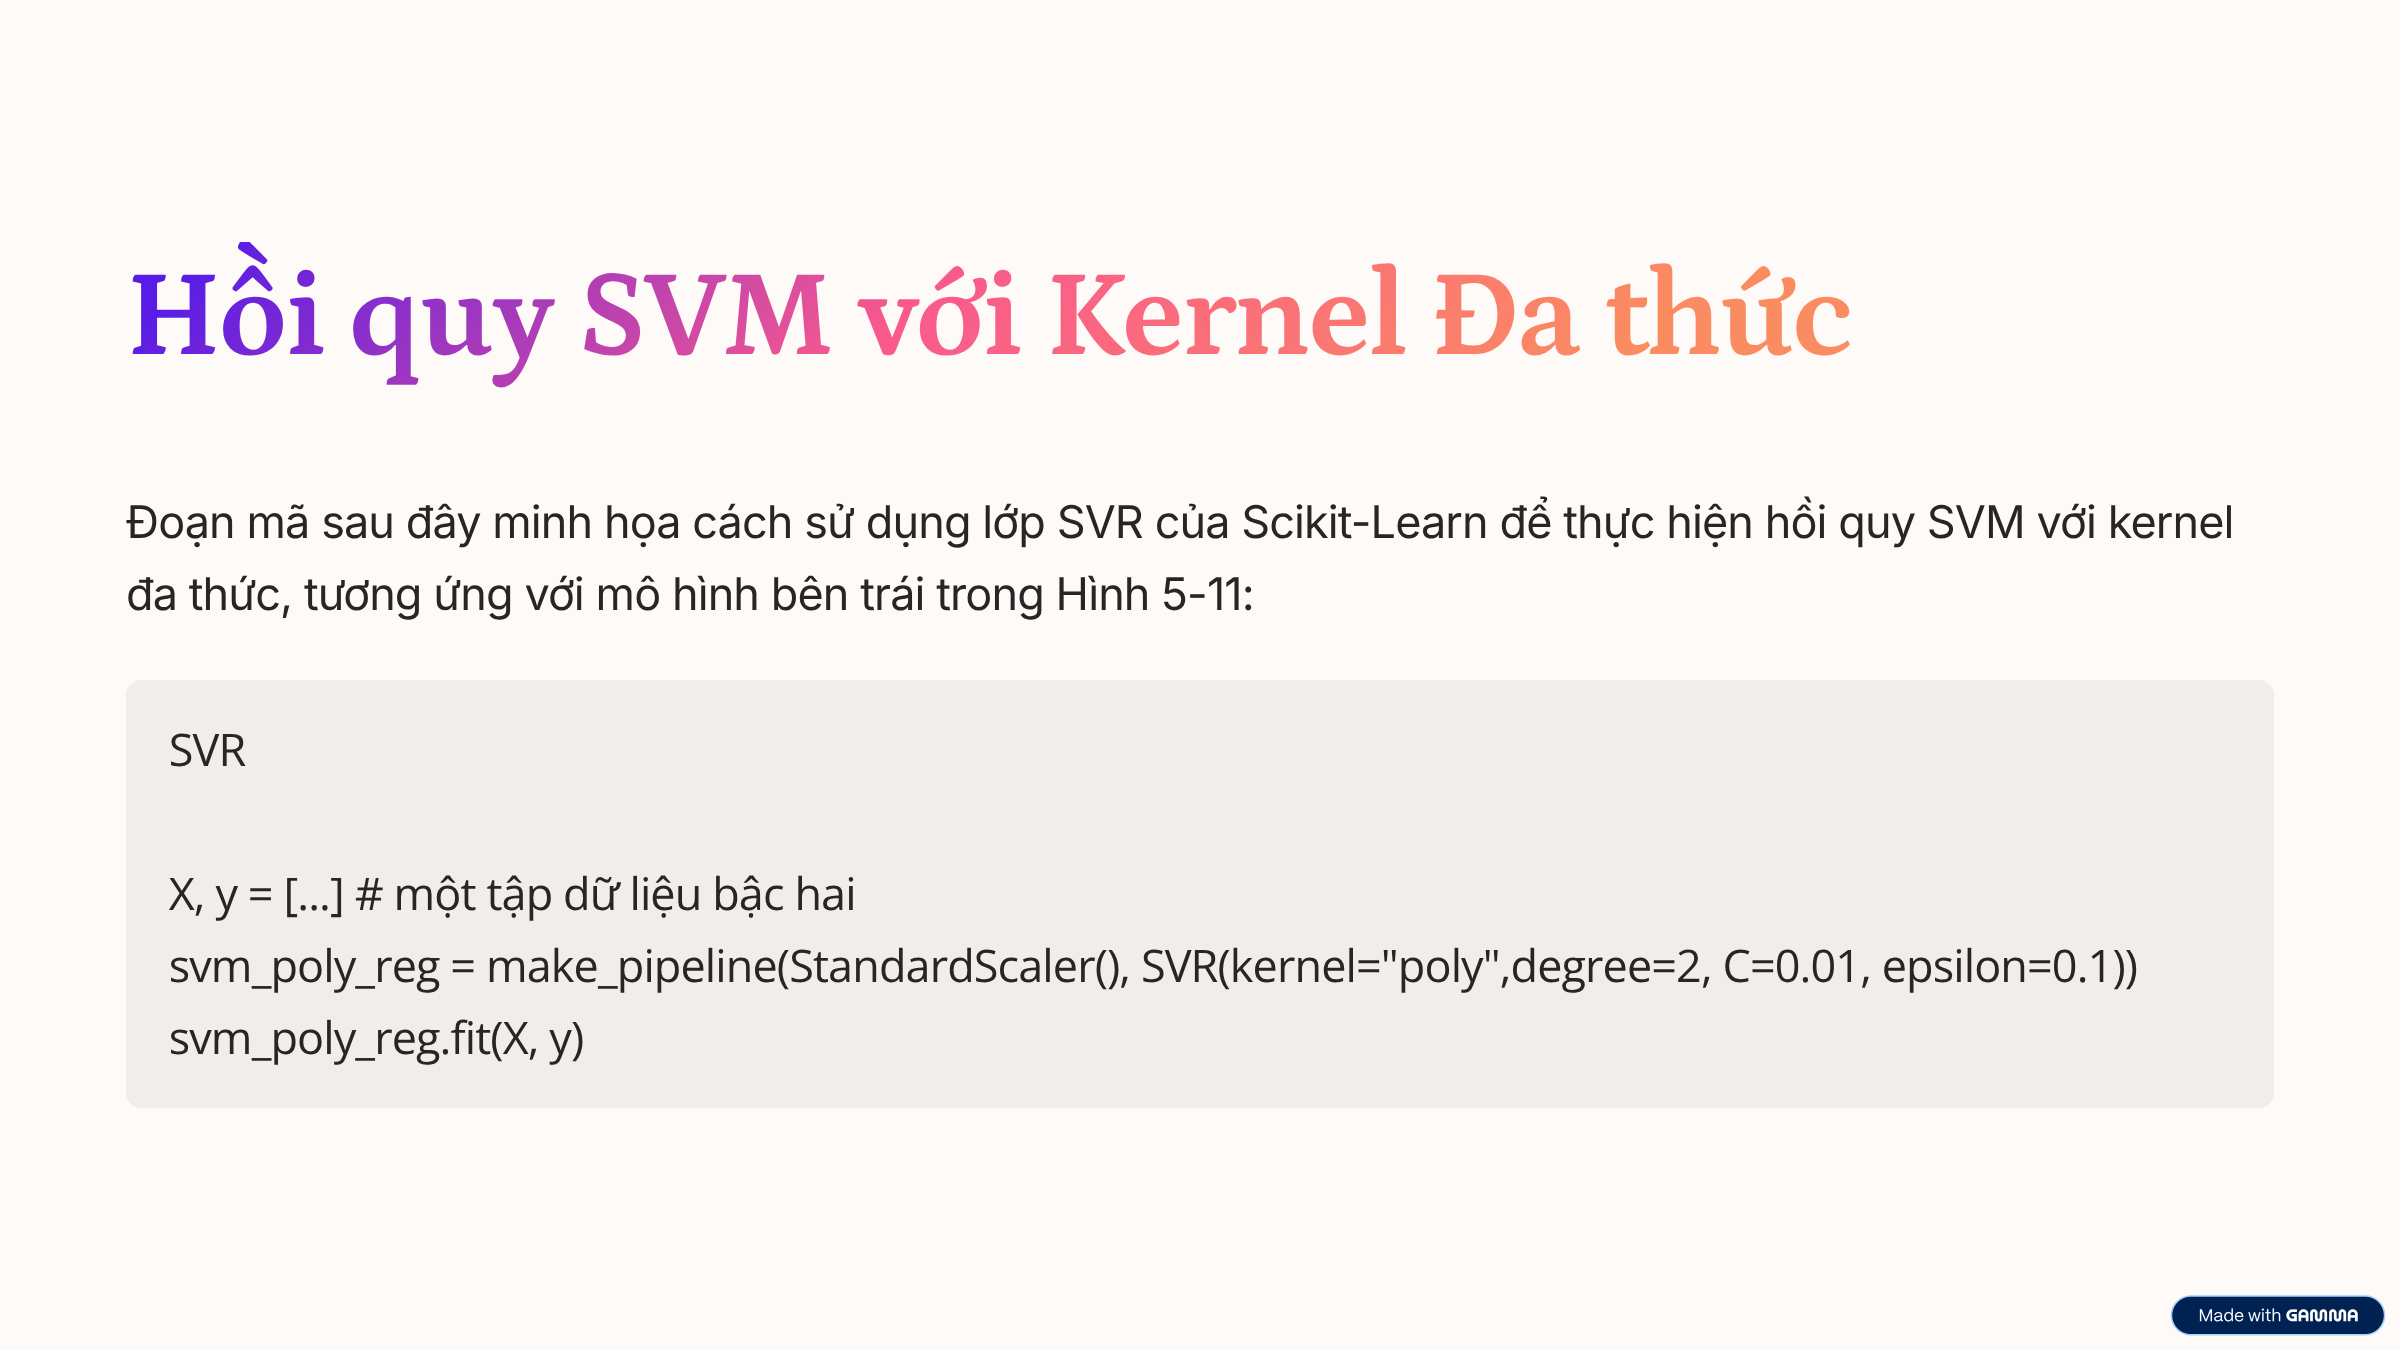 Hồi quy SVM với Kernel Đa thức
Đoạn mã sau đây minh họa cách sử dụng lớp SVR của Scikit-Learn để thực hiện hồi quy SVM với kernel
đa thức, tương ứng với mô hình bên trái trong Hình 5-11:
SVR
X, y = [...] # một tập dữ liệu bậc hai
svm_poly_reg = make_pipeline(StandardScaler(), SVR(kernel="poly",degree=2, C=0.01, epsilon=0.1))
svm_poly_reg.fit(X, y)
Made with GAMMA